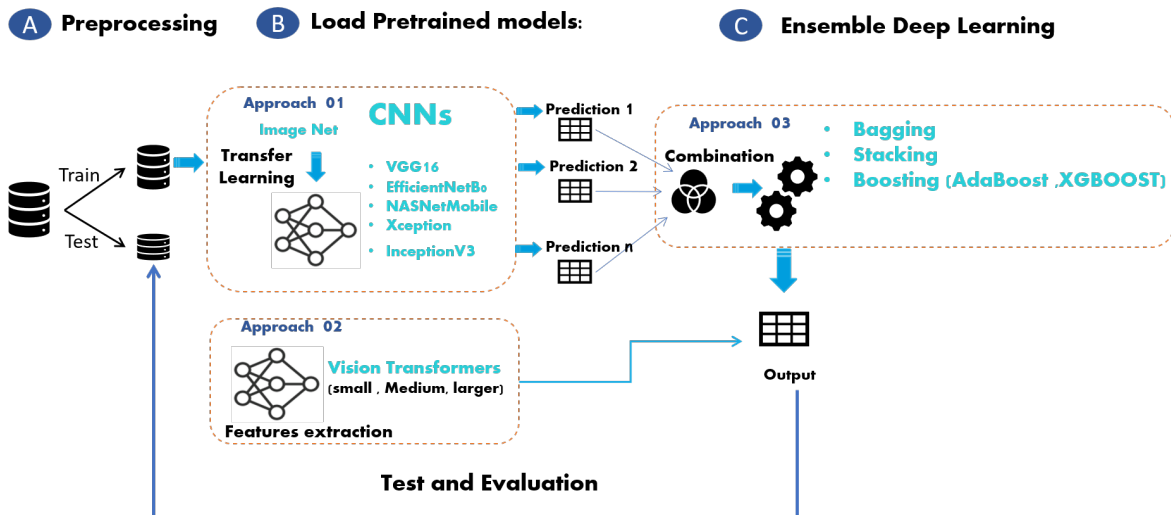 A Preprocessing
B Load Pretrained models:
C Ensemble Deep Learning
Train
Test
Approach 01
CNNs
Image Net
Transfer
Learning
• VGG16
• EfficientNetB0
• NASNetMobile
• Xception
• InceptionV3
Prediction 1
Prediction 2
Prediction n
Approach 03
Combination
• Bagging
• Stacking
• Boosting (AdaBoost ,XGBOOST)
Approach 02
Vision Transformers
(small , Medium, larger)
Features extraction
Output
Test and Evaluation